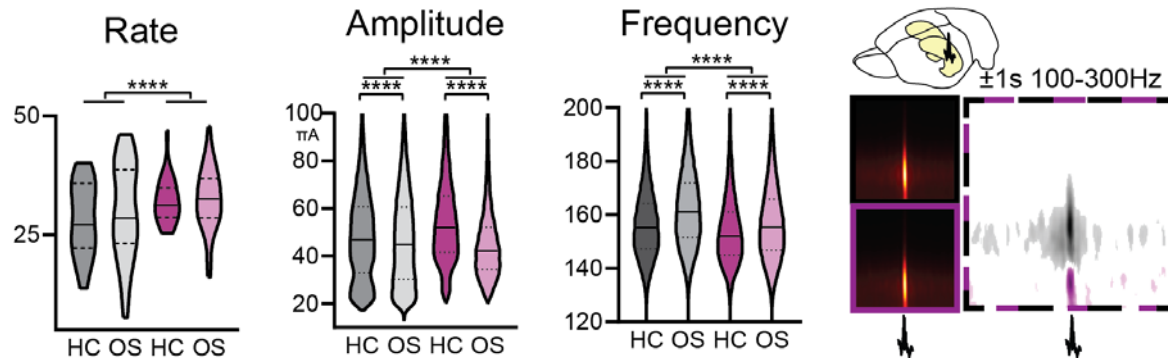 Rate
****
50
25
HC OS HC OS
Amplitude
****
**** ****
100
πA
80
60
40
20
HC OS HC OS
Frequency
****
**** ****
200
180
160
140
120
HC OS HC OS
±1s 100-300Hz